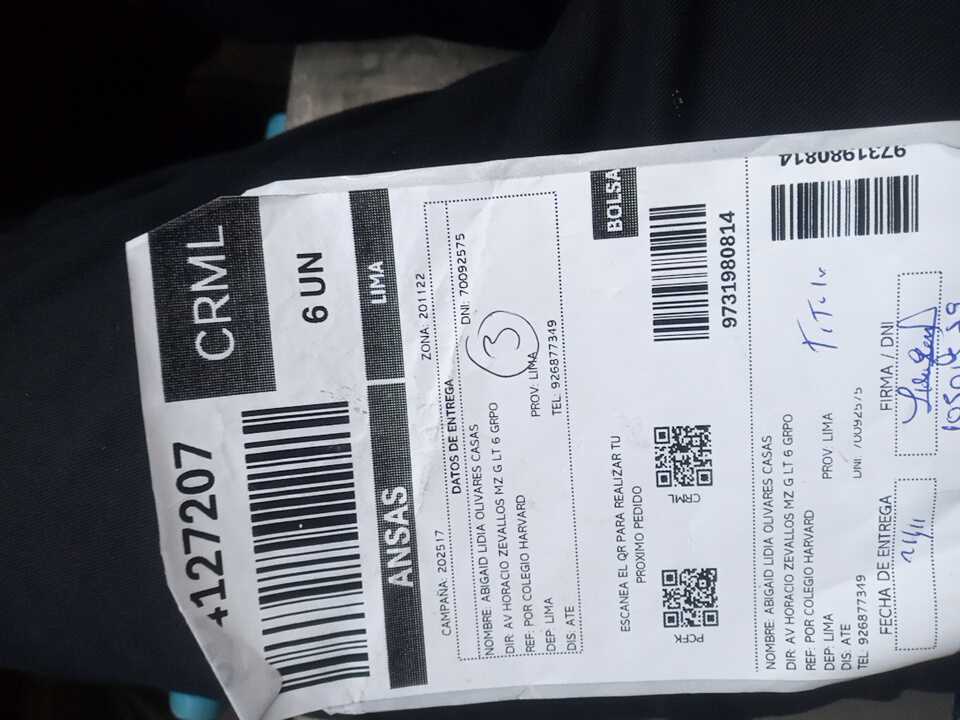 +127207
CRML
6 UN
ANSAS
LIMA
CAMPAÑA: 202517
ZONA: 201122
DATOS DE ENTREGA
NOMBRE: ABIGAID LIDIA OLIVARES CASAS
DNI: 70092575
DIR: AV HORACIO ZEVALLOS MZ G LT 6 GRPO
3
REF: POR COLEGIO HARVARD
DEP: LIMA
PROV: LIMA
DIS: ATE
TEL: 926877349
ESCANEA EL QR PARA REALIZAR TU
PROXIMO PEDIDO
BOLSA
PCFK
CRML
9731980814
9731980814
NOMBRE: ABIGAID LIDIA OLIVARES CASAS
DIR: AV HORACIO ZEVALLOS MZ G LT 6 GRPO
REF: POR COLEGIO HARVARD
DEP: LIMA
PROV LIMA
DIS: ATE
TEL 926877349
DNI: 70092575
FECHA DE ENTREGA
FIRMA / DNI